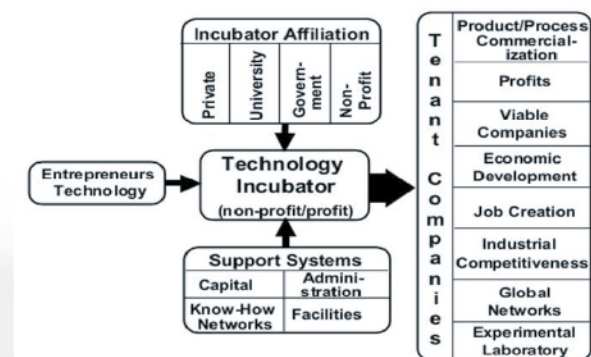 Incubator Affiliation
Private
University
Govern-
ment
Non-
Profit
Entrepreneurs
Technology
Technology
Incubator
(non-profit/profit)
Support Systems
Capital
Admini-
stration
Know-How
Networks
Facilities
Tenant Companies
Product/Process
Commercial-
ization
Profits
Viable
Companies
Economic
Development
Job Creation
Industrial
Competitiveness
Global
Networks
Experimental
Laboratory